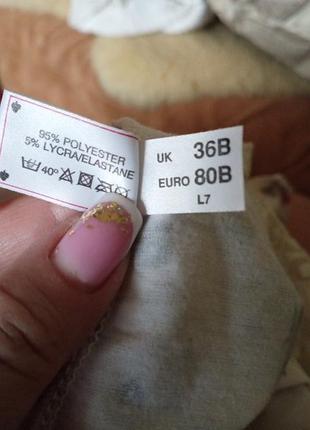 95% POLYESTER
5% LYCRA/ELASTANE
40°
UK 36B
EURO 80B
L7